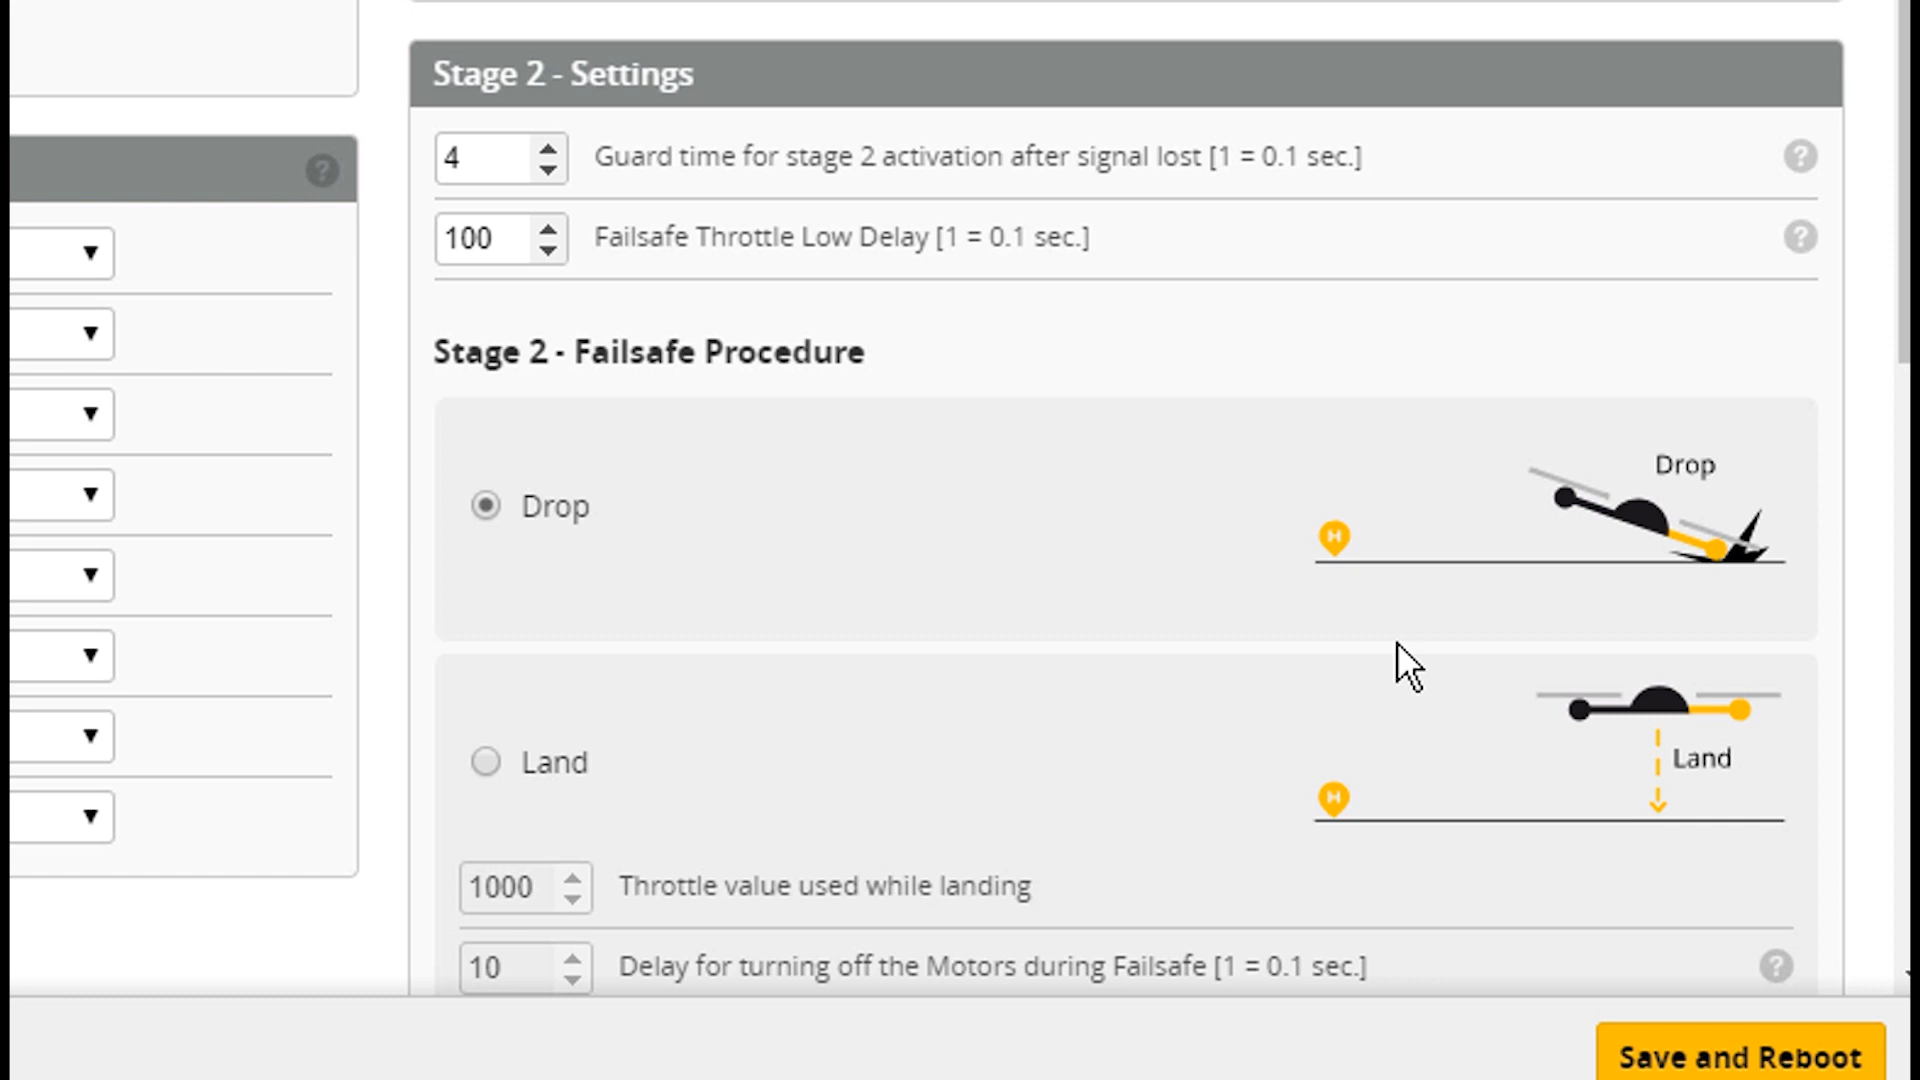 Stage 2 - Settings
?
4 Guard time for stage 2 activation after signal lost [1 = 0.1 sec.] ?
100 Failsafe Throttle Low Delay [1 = 0.1 sec.] ?
Stage 2 - Failsafe Procedure
Drop
Drop
H
Land
Land
H
1000 Throttle value used while landing
10 Delay for turning off the Motors during Failsafe [1 = 0.1 sec.] ?
Save and Reboot